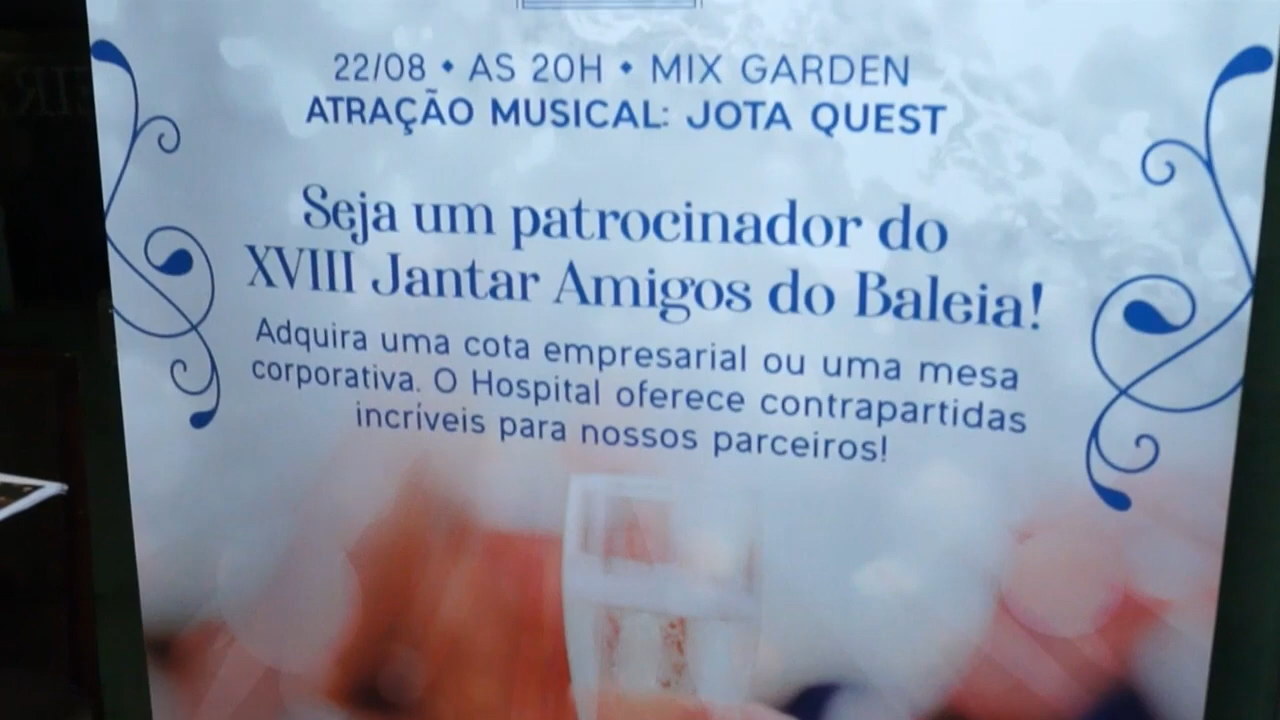 22/08 • AS 20H • MIX GARDEN
ATRAÇÃO MUSICAL: JOTA QUEST
Seja um patrocinador do
XVIII Jantar Amigos do Baleia!
Adquira uma cota empresarial ou uma mesa
corporativa. O Hospital oferece contrapartidas
incríveis para nossos parceiros!